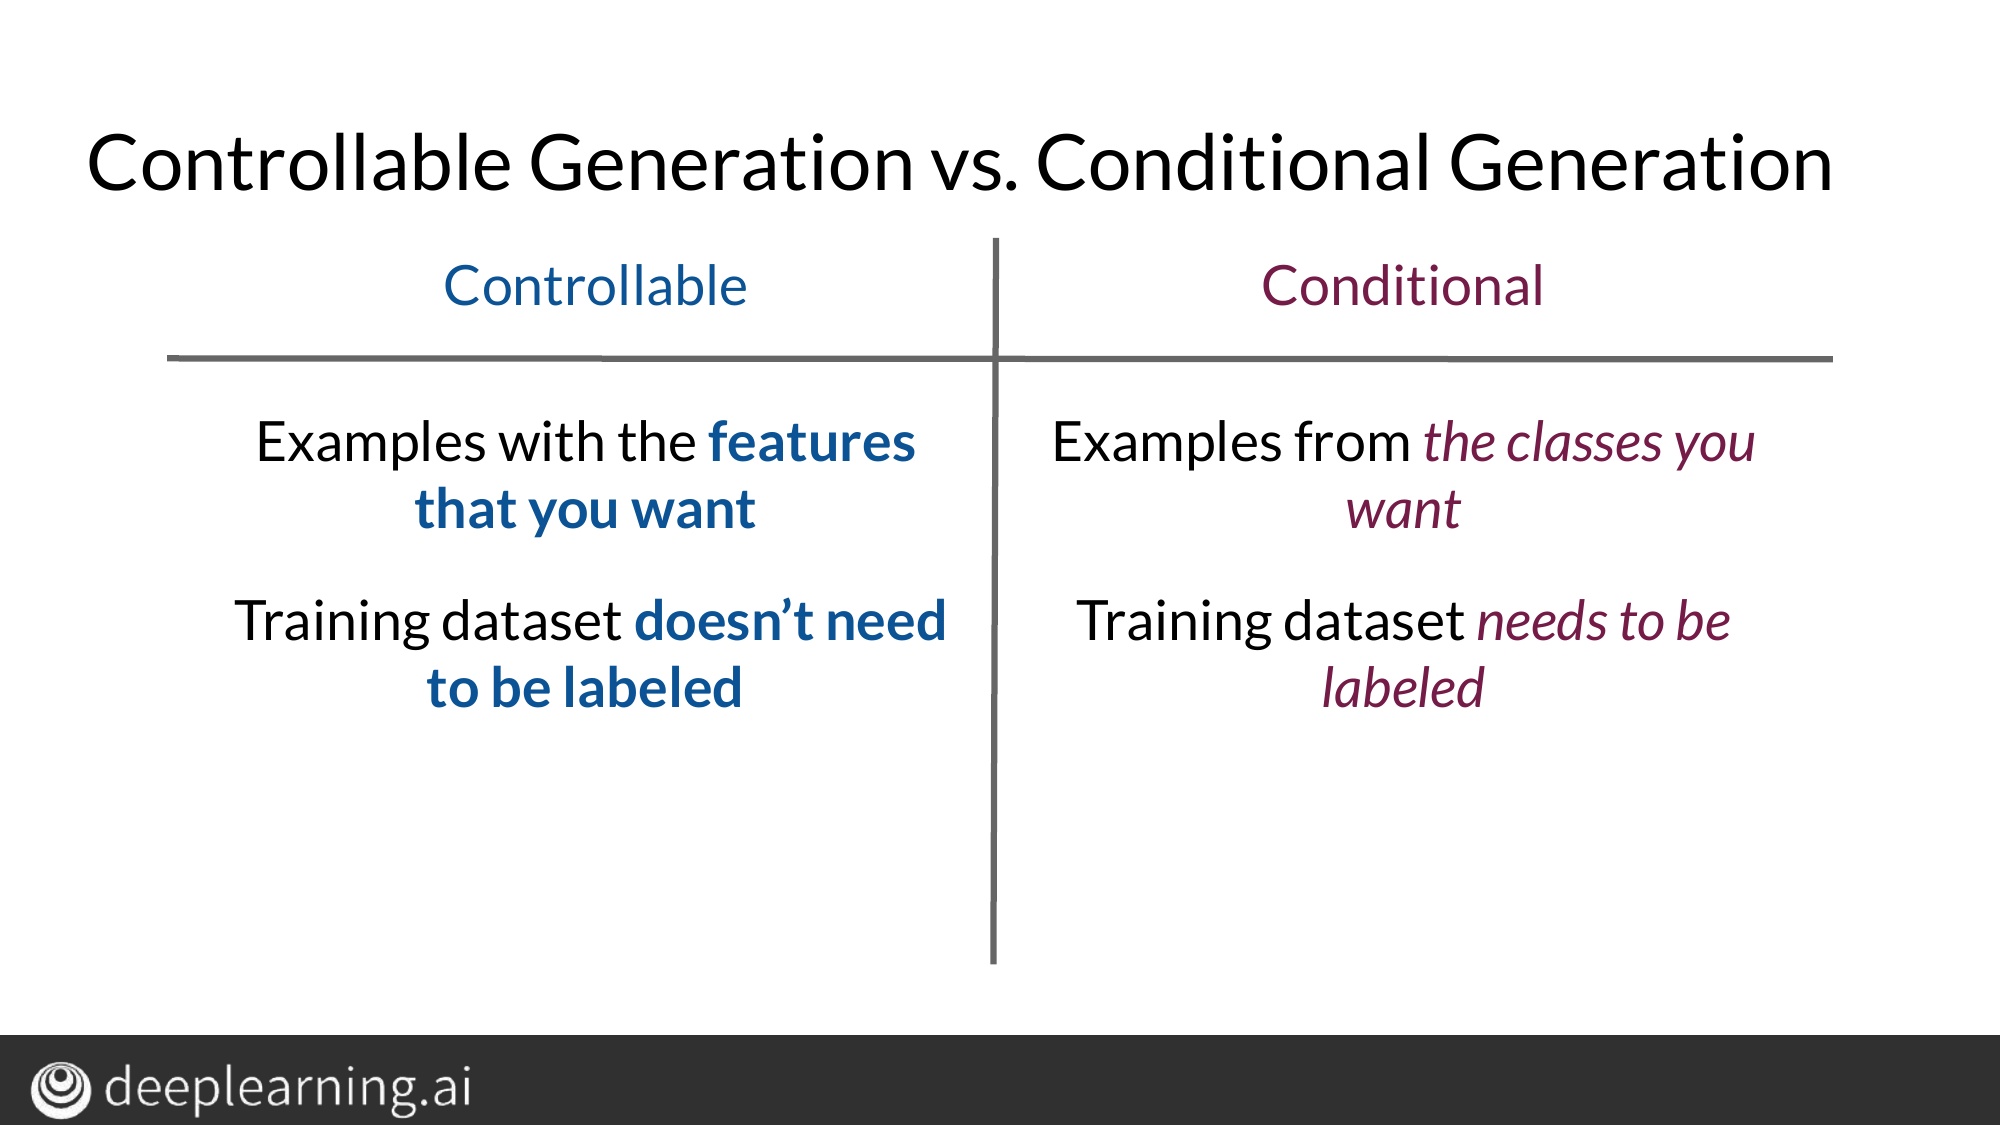 Controllable Generation vs. Conditional Generation
Controllable
Conditional
Examples with the features
that you want
Examples from the classes you
want
Training dataset doesn’t need
to be labeled
Training dataset needs to be
labeled
deeplearning.ai